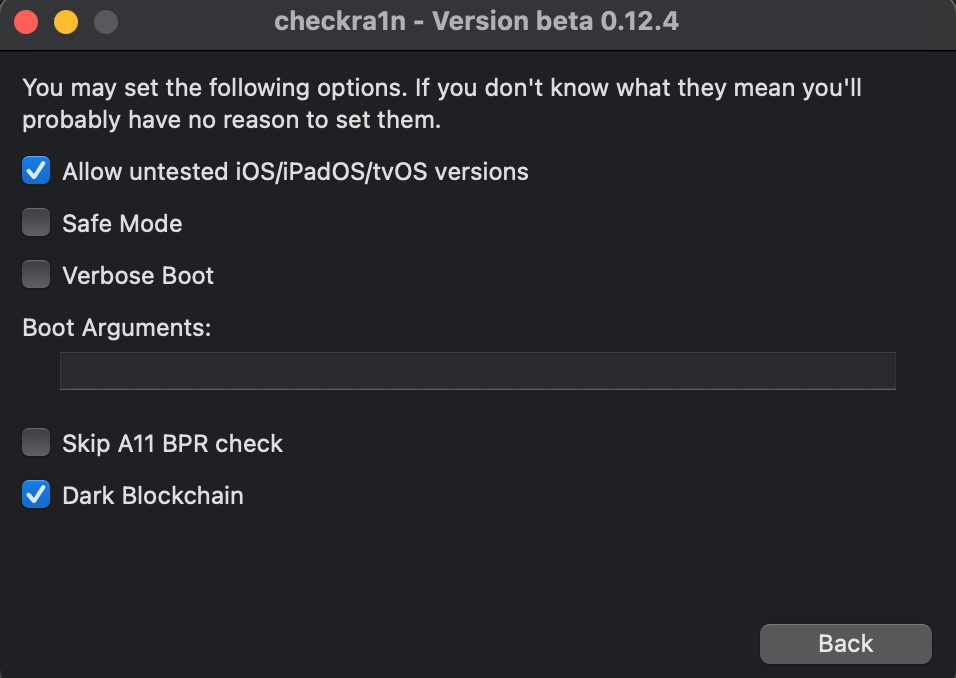 checkra1n - Version beta 0.12.4
You may set the following options. If you don't know what they mean you'll
probably have no reason to set them.
Allow untested iOS/iPadOS/tvOS versions
Safe Mode
Verbose Boot
Boot Arguments:
Skip A11 BPR check
Dark Blockchain
Back